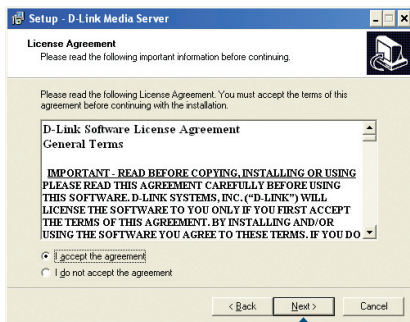 Setup - D-Link Media Server
License Agreement
Please read the following important information before continuing.
Please read the following License Agreement. You must accept the terms of this
agreement before continuing with the installation.
D-Link Software License Agreement
General Terms
IMPORTANT - READ BEFORE COPYING, INSTALLING OR USING
PLEASE READ THIS AGREEMENT CAREFULLY BEFORE USING
THIS SOFTWARE. D-LINK SYSTEMS, INC. ("D-LINK") WILL
LICENSE THE SOFTWARE TO YOU ONLY IF YOU FIRST ACCEPT
THE TERMS OF THIS AGREEMENT. BY INSTALLING AND/OR
USING THE SOFTWARE YOU AGREE TO THESE TERMS. IF YOU DO
I accept the agreement
I do not accept the agreement
< Back Next > Cancel